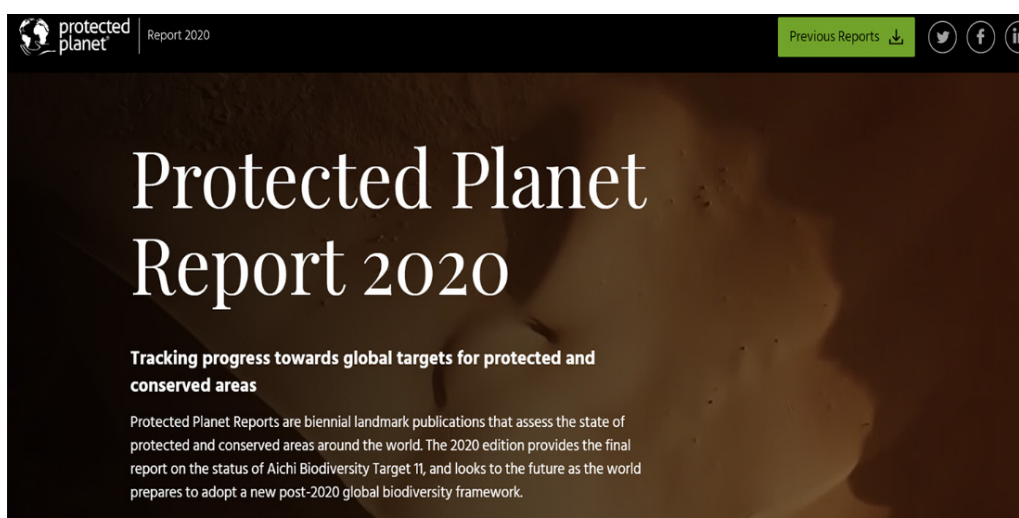 protected
planet
Report 2020
Previous Reports
Protected Planet
Report 2020
Tracking progress towards global targets for protected and
conserved areas
Protected Planet Reports are biennial landmark publications that assess the state of
protected and conserved areas around the world. The 2020 edition provides the final
report on the status of Aichi Biodiversity Target 11, and looks to the future as the world
prepares to adopt a new post-2020 global biodiversity framework.